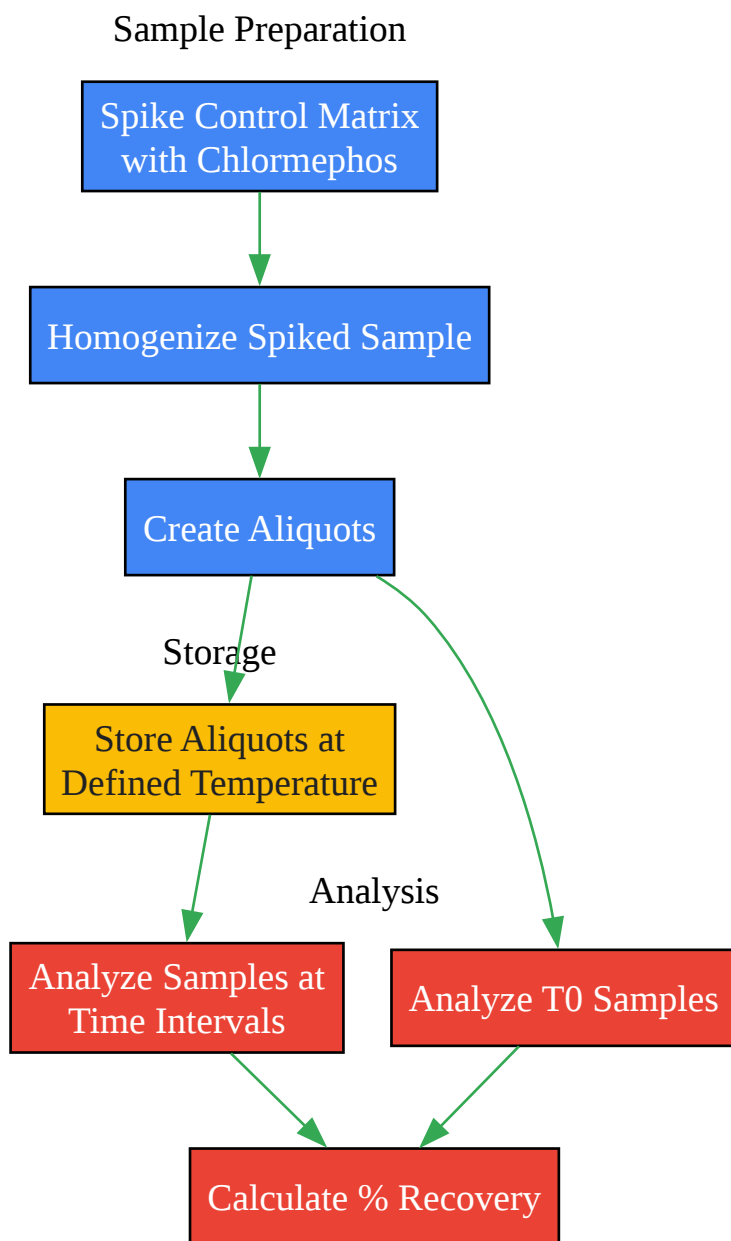 Sample Preparation
Spike Control Matrix
with Chlormephos
Homogenize Spiked Sample
Create Aliquots
Storage
Store Aliquots at
Defined Temperature
Analysis
Analyze Samples at
Time Intervals
Analyze T0 Samples
Calculate % Recovery